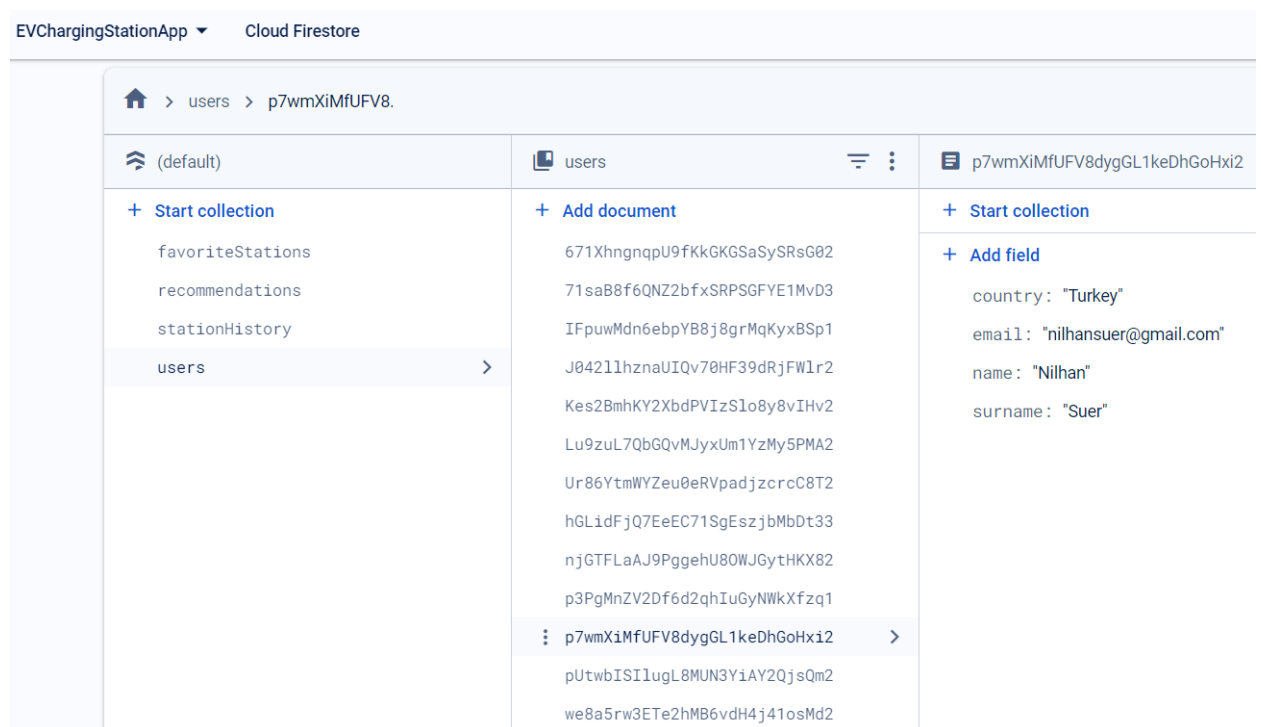 EVChargingStationApp Cloud Firestore
users p7wmXiMfUFV8.
(default)
Start collection
favoriteStations
recommendations
stationHistory
users
users
Add document
671XhngnqpU9fKkGKGSaSySRsG02
71saB8f6QNZ2bfxSRPSGFYE1MvD3
IFpuwMdn6ebpYB8j8grMqKyxBSp1
J042llhznaUIQv70HF39dRjFWlr2
Kes2BmhKY2XbdPVIzSlo8y8vIHv2
Lu9zuL7QbGQvMJyxUm1YzMy5PMA2
Ur86YtmWYZeu0eRVpadjzcrcC8T2
hGLidFjQ7EeEC71SgEszjbMbDt33
njGTFLaAJ9PggehU8OWJGytHKX82
p3PgMnZV2Df6d2qhIuGyNWkXfzq1
p7wmXiMfUFV8dygGL1keDhGoHxi2
pUtwbISIlugL8MUN3YiAY2QjsQm2
we8a5rw3ETe2hMB6vdH4j41osMd2
p7wmXiMfUFV8dygGL1keDhGoHxi2
Start collection
Add field
country: "Turkey"
email: "nilhansuer@gmail.com"
name: "Nilhan"
surname: "Suer"